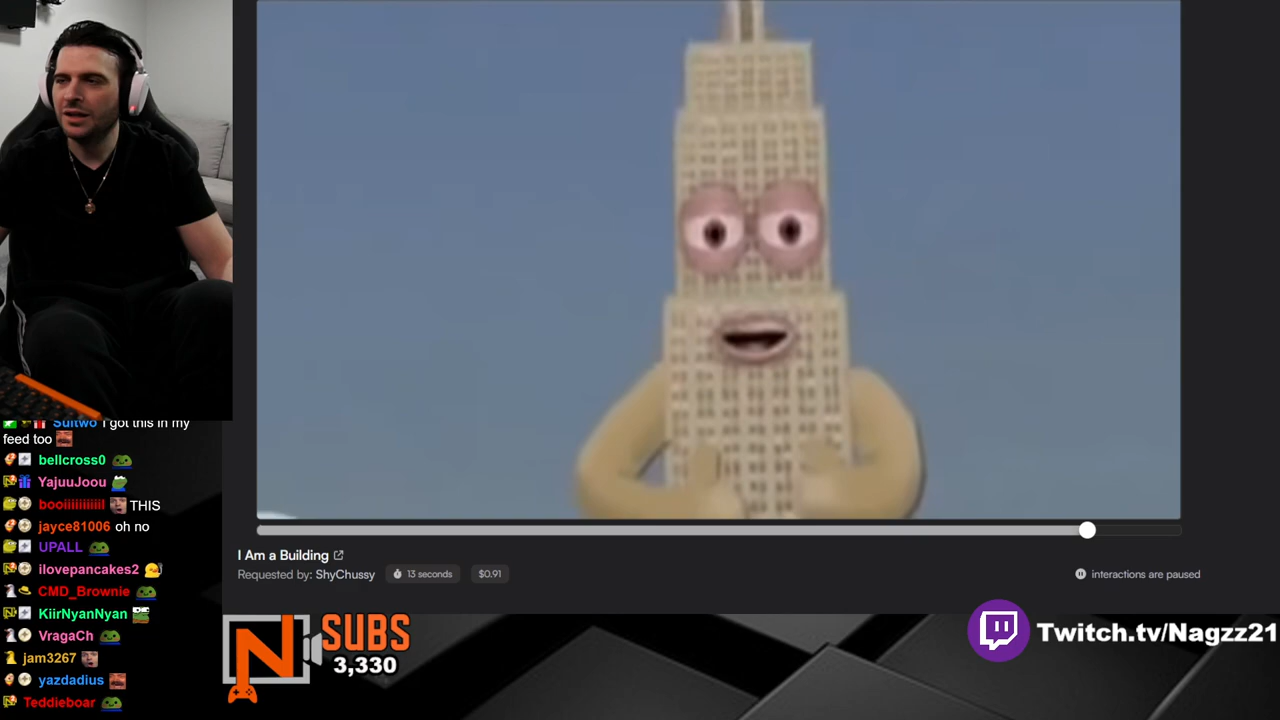 Suitwo I got this in my
feed too
bellcross0
YajuuJoou
booiiiiiiiiiil THIS
jayce81006 oh no
UPALL
ilovepancakes2
CMD_Brownie
KiirNyanNyan
VragaCh
jam3267
yazdadius
Teddieboar
I Am a Building
Requested by: ShyChussy 13 seconds $0.91
interactions are paused
N SUBS
3,330
Twitch.tv/Nagzz21